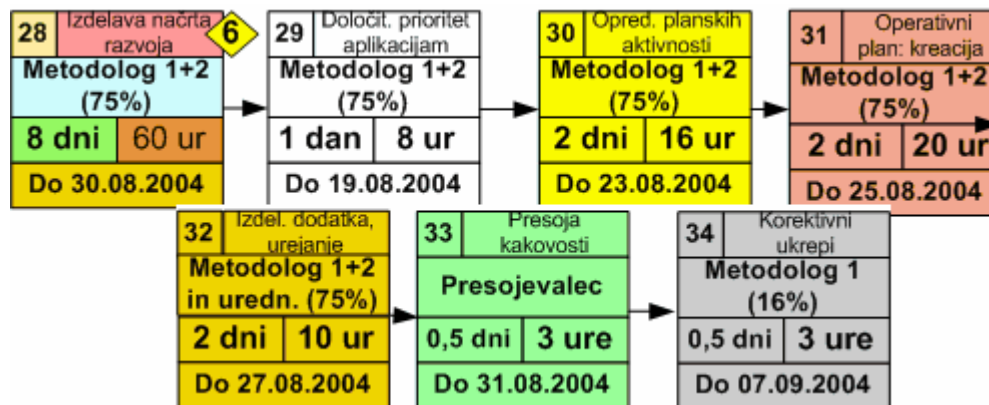 28 Izdelava načrta razvoja 6
Metodolog 1+2 (75%)
8 dni 60 ur
Do 30.08.2004
29 Določit. prioritet aplikacijam
Metodolog 1+2 (75%)
1 dan 8 ur
Do 19.08.2004
30 Opred. planskih aktivnosti
Metodolog 1+2 (75%)
2 dni 16 ur
Do 23.08.2004
31 Operativni plan: kreacija
Metodolog 1+2 (75%)
2 dni 20 ur
Do 25.08.2004
32 Izdel. dodatka, urejanje
Metodolog 1+2 in uredn. (75%)
2 dni 10 ur
Do 27.08.2004
33 Presoja kakovosti
Presojevalec
0,5 dni 3 ure
Do 31.08.2004
34 Korektivni ukrepi
Metodolog 1 (16%)
0,5 dni 3 ure
Do 07.09.2004